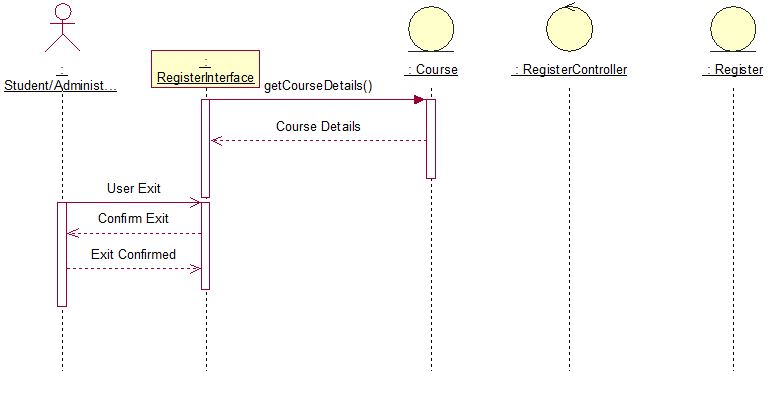 :
Student/Administ...
:
RegisterInterface
: Course
: RegisterController
: Register
getCourseDetails()
Course Details
User Exit
Confirm Exit
Exit Confirmed